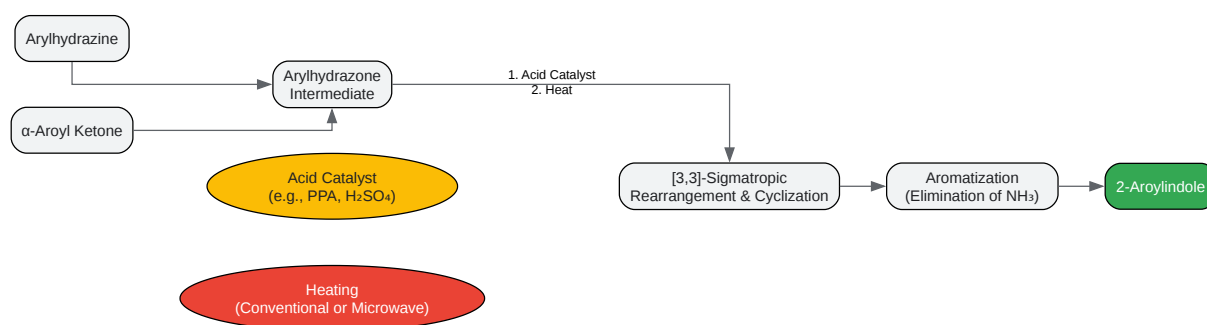 Arylhydrazine
α-Aroyl Ketone
Arylhydrazone
Intermediate
1. Acid Catalyst
2. Heat
Acid Catalyst
(e.g., PPA, H₂SO₄)
[3,3]-Sigmatropic
Rearrangement & Cyclization
Aromatization
(Elimination of NH₃)
2-Aroylindole
Heating
(Conventional or Microwave)